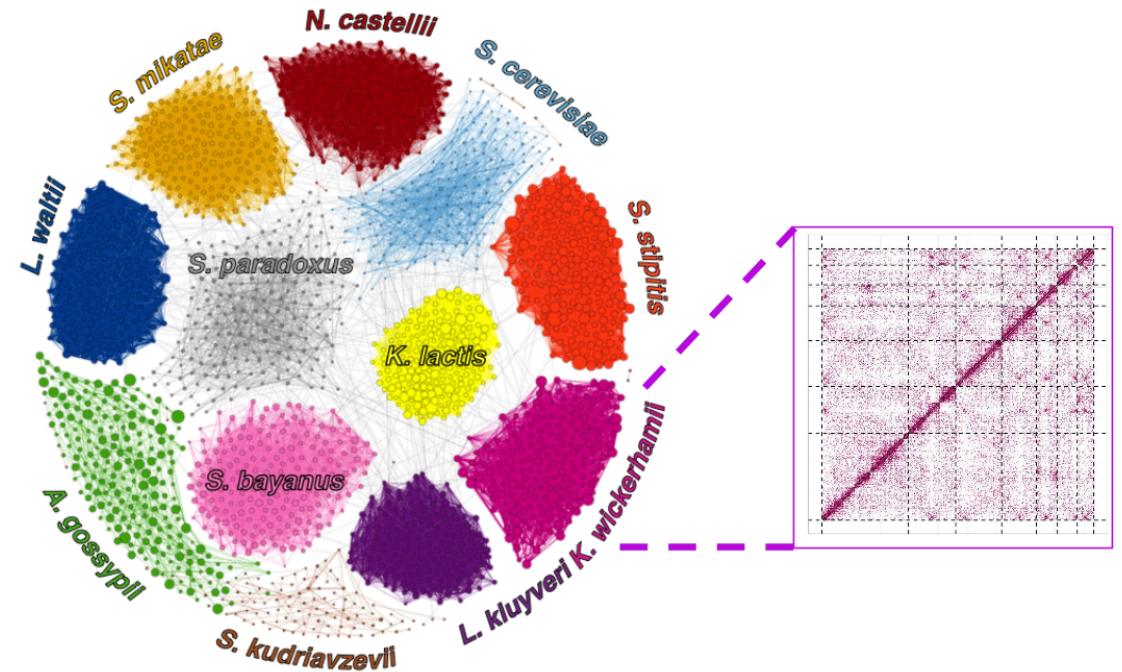 N. castellii
S. mikatae
S. cerevisiae
L. waltii
S. stipitis
S. paradoxus
K. lactis
S. bayanus
K. wickerhamii
A. gossypii
L. kluyveri
S. kudriavzevii